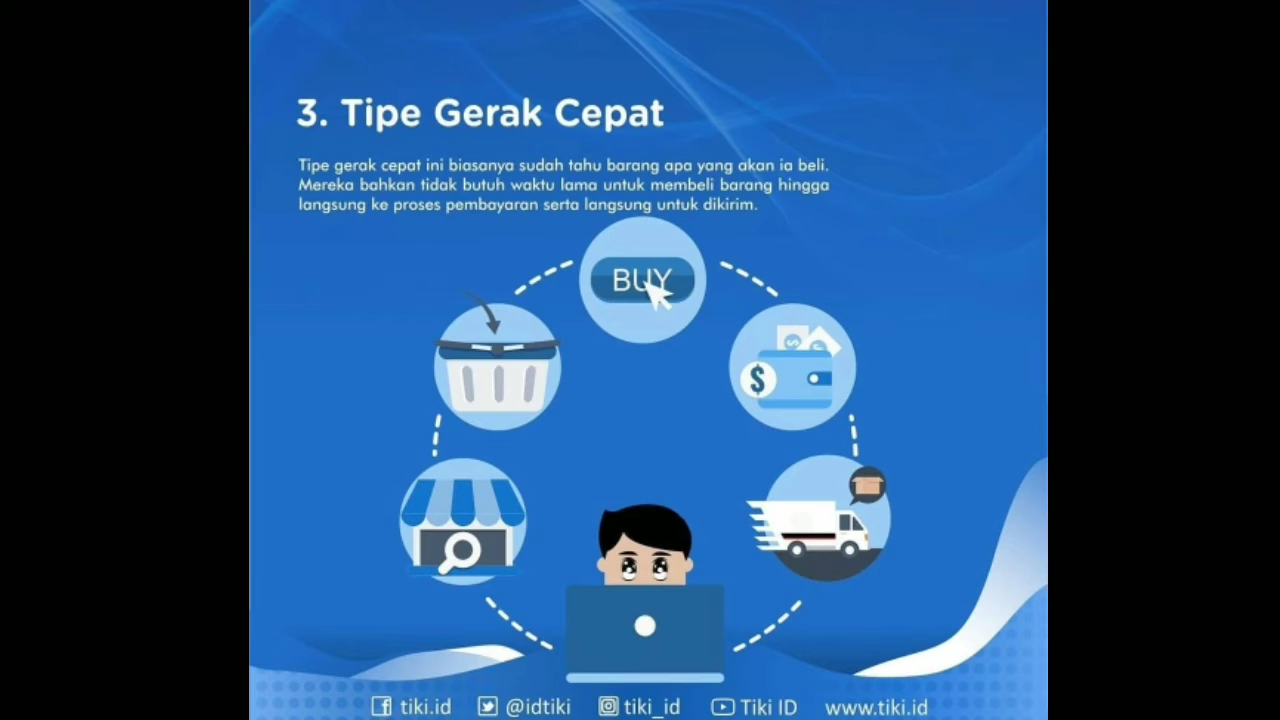 3. Tipe Gerak Cepat
Tipe gerak cepat ini biasanya sudah tahu barang apa yang akan ia beli.
Mereka bahkan tidak butuh waktu lama untuk membeli barang hingga
langsung ke proses pembayaran serta langsung untuk dikirim.
BUY
$
tiki.id @idtiki tiki_id Tiki ID www.tiki.id